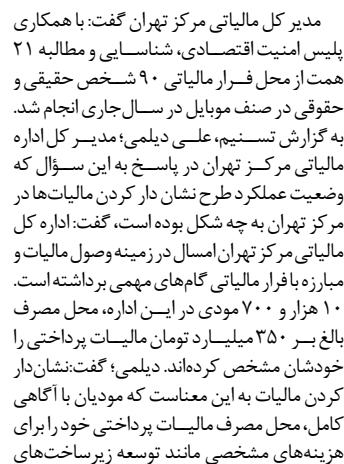 مدیر کل مالیاتی مرکز تهران گفت: با همکاری
پلیس امنیت اقتصادی، شناسایی و مطالبه ۲۱
همت از محل فرار مالیاتی ۹۰ شخص حقیقی و
حقوقی در صنف موبایل در سال جاری انجام شد.
به گزارش تسنیم، علی دیلمی؛ مدیر کل اداره
مالیاتی مرکز تهران در پاسخ به این سؤال که
وضعیت عملکرد طرح نشان دار کردن مالیات‌ها در
مرکز تهران به چه شکل بوده است، گفت: اداره کل
مالیاتی مرکز تهران امسال در زمینه وصول مالیات و
مبارزه با فرار مالیاتی گام‌های مهمی برداشته است.
۱۰ هزار و ۷۰۰ مودی در این اداره، محل مصرف
بالغ بر ۳۵۰ میلیارد تومان مالیات پرداختی را
خودشان مشخص کرده‌اند. دیلمی؛ گفت:نشان‌دار
کردن مالیات به این معناست که مودیان با آگاهی
کامل، محل مصرف مالیات پرداختی خود را برای
هزینه‌های مشخصی مانند توسعه زیرساخت‌های